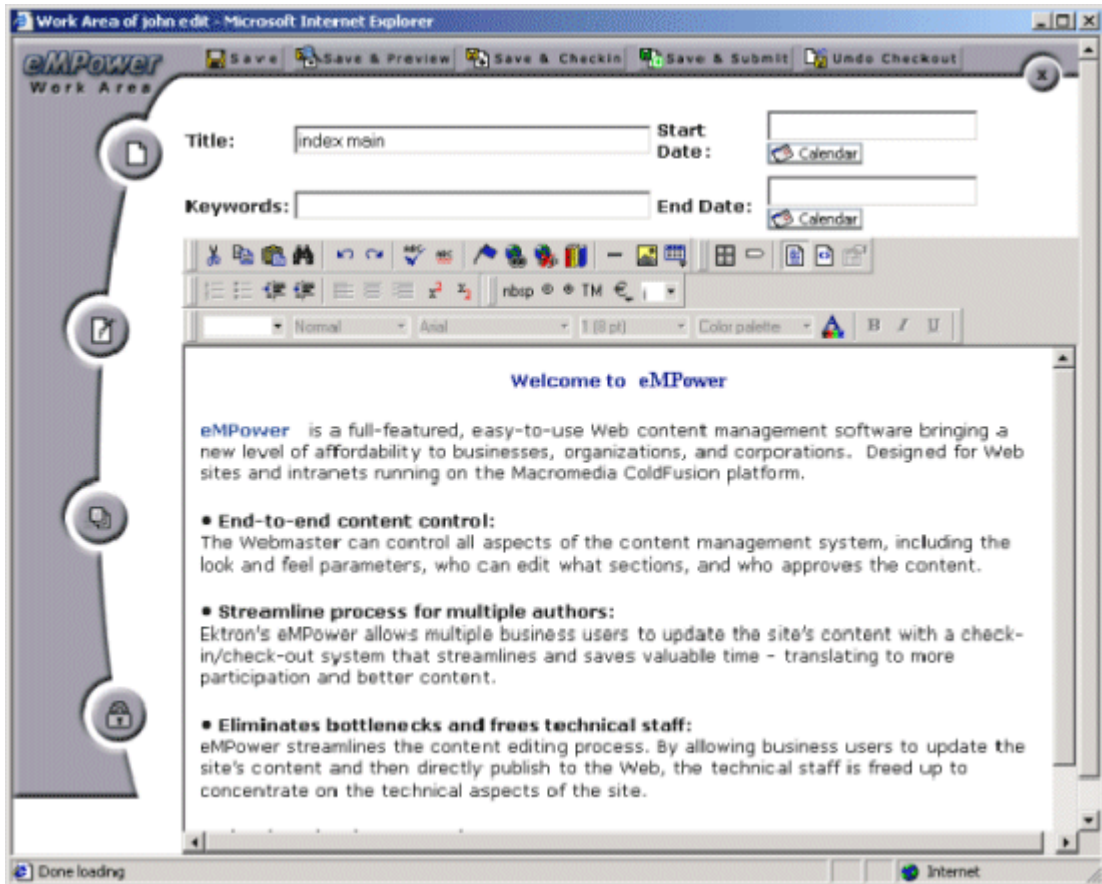 Work Area of john edit - Microsoft Internet Explorer
eMPower
Work Area
Save Save & Preview Save & Checkin Save & Submit Undo Checkout
x
Title: index main Start Date: Calendar
Keywords: End Date: Calendar
ABC ABC
x² x₂ nbsp © ® TM €
Normal Arial 1 (8 pt) Color palette A B I U
Welcome to eMPower
eMPower is a full-featured, easy-to-use Web content management software bringing a
new level of affordability to businesses, organizations, and corporations. Designed for Web
sites and intranets running on the Macromedia ColdFusion platform.
• End-to-end content control:
The Webmaster can control all aspects of the content management system, including the
look and feel parameters, who can edit what sections, and who approves the content.
• Streamline process for multiple authors:
Ektron's eMPower allows multiple business users to update the site's content with a check-
in/check-out system that streamlines and saves valuable time - translating to more
participation and better content.
• Eliminates bottlenecks and frees technical staff:
eMPower streamlines the content editing process. By allowing business users to update the
site's content and then directly publish to the Web, the technical staff is freed up to
concentrate on the technical aspects of the site.
Done loading Internet